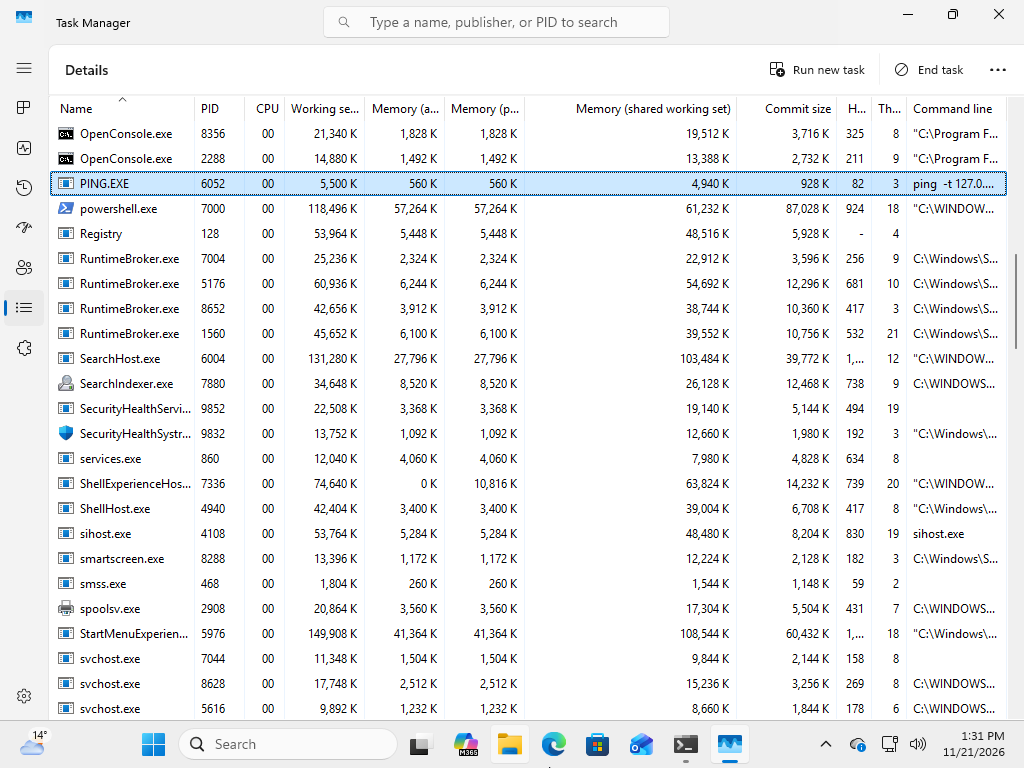 Task Manager
Type a name, publisher, or PID to search
Details
Run new task
End task
Name PID CPU Working se... Memory (a... Memory (p... Memory (shared working set) Commit size H... Th... Command line
OpenConsole.exe 8356 00 21,340 K 1,828 K 1,828 K 19,512 K 3,716 K 325 8 "C:\Program F...
OpenConsole.exe 2288 00 14,880 K 1,492 K 1,492 K 13,388 K 2,732 K 211 9 "C:\Program F...
PING.EXE 6052 00 5,500 K 560 K 560 K 4,940 K 928 K 82 3 ping -t 127.0....
powershell.exe 7000 00 118,496 K 57,264 K 57,264 K 61,232 K 87,028 K 924 18 "C:\WINDOW...
Registry 128 00 53,964 K 5,448 K 5,448 K 48,516 K 5,928 K - 4
RuntimeBroker.exe 7004 00 25,236 K 2,324 K 2,324 K 22,912 K 3,596 K 256 9 C:\Windows\S...
RuntimeBroker.exe 5176 00 60,936 K 6,244 K 6,244 K 54,692 K 12,296 K 681 10 C:\Windows\S...
RuntimeBroker.exe 8652 00 42,656 K 3,912 K 3,912 K 38,744 K 10,360 K 417 3 C:\Windows\S...
RuntimeBroker.exe 1560 00 45,652 K 6,100 K 6,100 K 39,552 K 10,756 K 532 21 C:\Windows\S...
SearchHost.exe 6004 00 131,280 K 27,796 K 27,796 K 103,484 K 39,772 K 1,... 12 "C:\WINDOW...
SearchIndexer.exe 7880 00 34,648 K 8,520 K 8,520 K 26,128 K 12,468 K 738 9 C:\WINDOWS...
SecurityHealthServi... 9852 00 22,508 K 3,368 K 3,368 K 19,140 K 5,144 K 494 19
SecurityHealthSystr... 9832 00 13,752 K 1,092 K 1,092 K 12,660 K 1,980 K 192 3 "C:\Windows\...
services.exe 860 00 12,040 K 4,060 K 4,060 K 7,980 K 4,828 K 634 8
ShellExperienceHos... 7336 00 74,640 K 0 K 10,816 K 63,824 K 14,232 K 739 20 "C:\WINDOW...
ShellHost.exe 4940 00 42,404 K 3,400 K 3,400 K 39,004 K 6,708 K 417 8 "C:\Windows\...
sihost.exe 4108 00 53,764 K 5,284 K 5,284 K 48,480 K 8,204 K 830 19 sihost.exe
smartscreen.exe 8288 00 13,396 K 1,172 K 1,172 K 12,224 K 2,128 K 182 3 C:\Windows\S...
smss.exe 468 00 1,804 K 260 K 260 K 1,544 K 1,148 K 59 2
spoolsv.exe 2908 00 20,864 K 3,560 K 3,560 K 17,304 K 5,504 K 431 7 C:\WINDOWS...
StartMenuExperien... 5976 00 149,908 K 41,364 K 41,364 K 108,544 K 60,432 K 1,... 18 "C:\Windows\...
svchost.exe 7044 00 11,348 K 1,504 K 1,504 K 9,844 K 2,144 K 158 8
svchost.exe 8628 00 17,748 K 2,512 K 2,512 K 15,236 K 3,256 K 269 8 C:\WINDOWS...
svchost.exe 5616 00 9,892 K 1,232 K 1,232 K 8,660 K 1,844 K 178 6 C:\WINDOWS...
14°
Search
M365
1:31 PM
11/21/2026